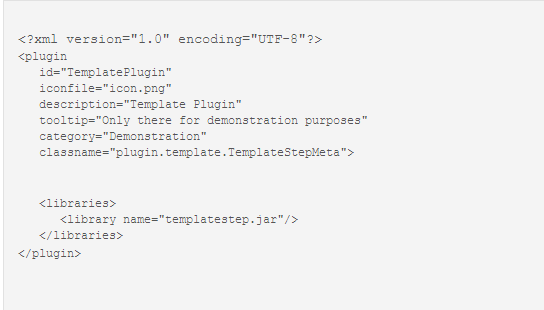 <?xml version="1.0" encoding="UTF-8"?>
<plugin
   id="TemplatePlugin"
   iconfile="icon.png"
   description="Template Plugin"
   tooltip="Only there for demonstration purposes"
   category="Demonstration"
   classname="plugin.template.TemplateStepMeta">
   <libraries>
      <library name="templatestep.jar"/>
   </libraries>
</plugin>